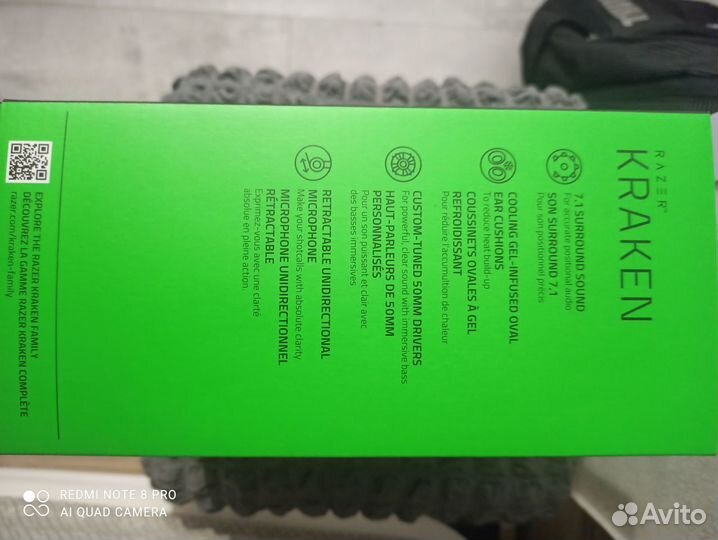 RAZER™
KRAKEN
7.1 SURROUND SOUND
For accurate positional audio
SON SURROUND 7.1
Pour son positionnel précis
COOLING GEL-INFUSED OVAL
EAR CUSHIONS
To reduce heat build-up
COUSSINETS OVALES À GEL
REFROIDISSANT
Pour réduire l'accumultion de chaleur
CUSTOM-TUNED 50MM DRIVERS
For powerful, clear sound with immersive bass
HAUT-PARLEURS DE 50MM
PERSONNALISÉS
Pour un son puissant et clair avec
des basses immersives
RETRACTABLE UNIDIRECTIONAL
MICROPHONE
Make your shotcalls with absolute clarity
MICROPHONE UNIDIRECTIONNEL
RÉTRACTABLE
Exprimez-vous avec une clarté
absolue en pleine action.
EXPLORE THE RAZER KRAKEN FAMILY
DÉCOUVREZ LA GAMME RAZER KRAKEN COMPLÈTE
razer.com/kraken-family
REDMI NOTE 8 PRO
AI QUAD CAMERA
Avito